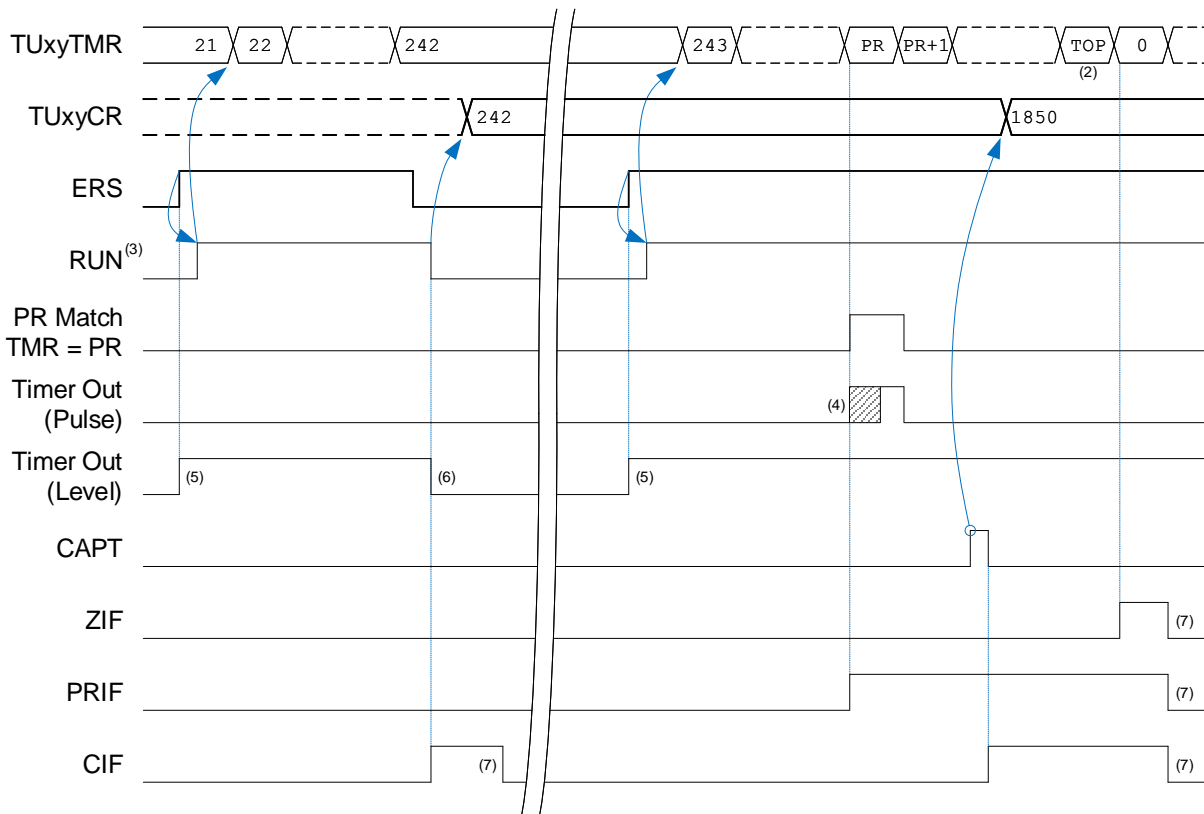 TUxyTMR 21 22 242 243 PR PR+1 TOP 0
(2)
TUxyCR 242 1850
ERS
RUN(3)
PR Match
TMR = PR
Timer Out
(Pulse) (4)
Timer Out
(Level) (5) (6) (5)
CAPT
ZIF (7)
PRIF (7)
CIF (7) (7)